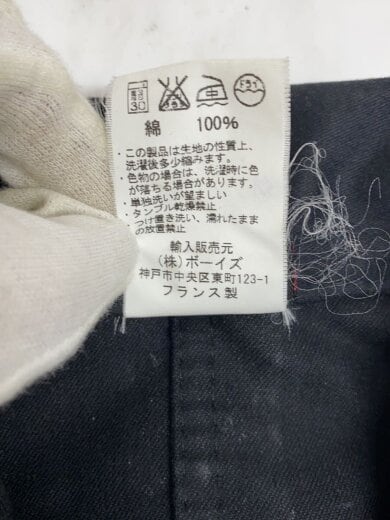 30
綿 100%
・この製品は生地の性質上、
洗濯後多少縮みます。
・色物の場合は、洗濯時に色
が落ちる場合があります。
・単独洗いが望ましい
・タンブル乾燥禁止
・つけ置き洗い、濡れたまま
の放置禁止
輸入販売元
(株)ボーイズ
神戸市中央区東町123-1
フランス製